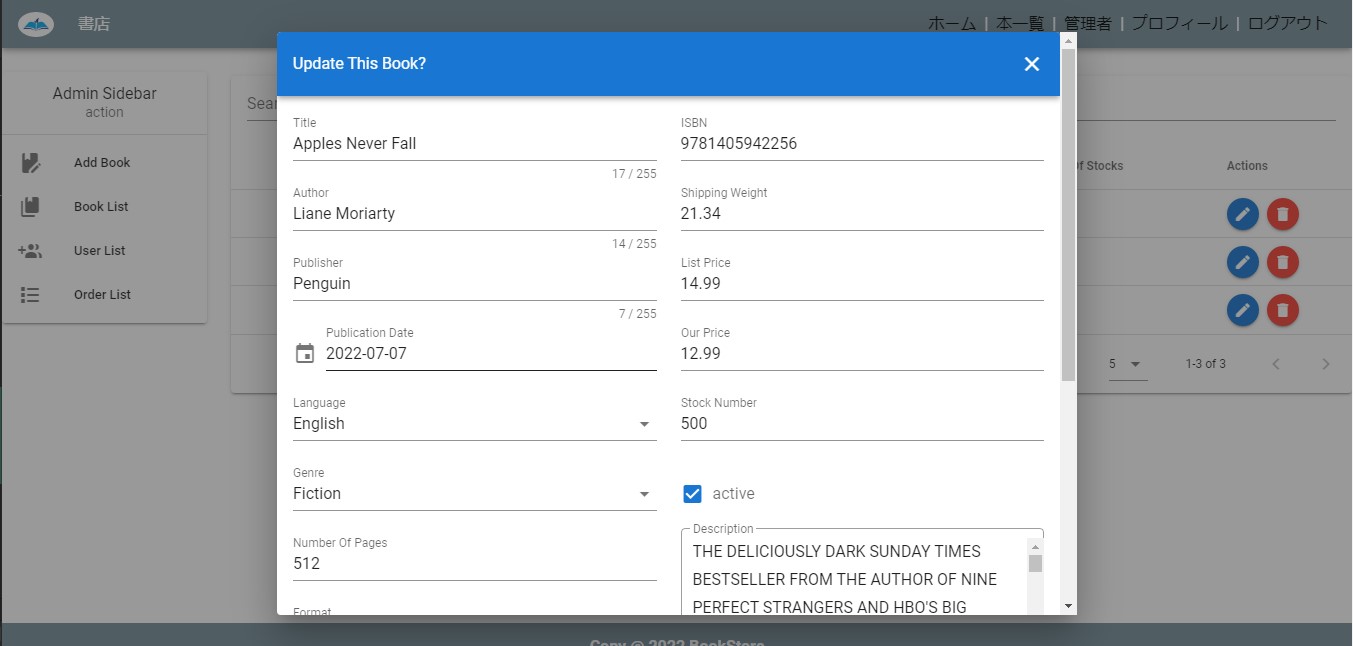 書店
ホーム | 本一覧 | 管理者 | プロフィール | ログアウト
Admin Sidebar
action
Add Book
Book List
User List
Order List
Sear
Of Stocks
Actions
5
1-3 of 3
Update This Book?
Title
Apples Never Fall
17 / 255
ISBN
9781405942256
Author
Liane Moriarty
14 / 255
Shipping Weight
21.34
Publisher
Penguin
7 / 255
List Price
14.99
Publication Date
2022-07-07
Our Price
12.99
Language
English
Stock Number
500
Genre
Fiction
active
Number Of Pages
512
Description
THE DELICIOUSLY DARK SUNDAY TIMES
BESTSELLER FROM THE AUTHOR OF NINE
PERFECT STRANGERS AND HBO'S BIG
Format
Copy @ 2022 BookStore